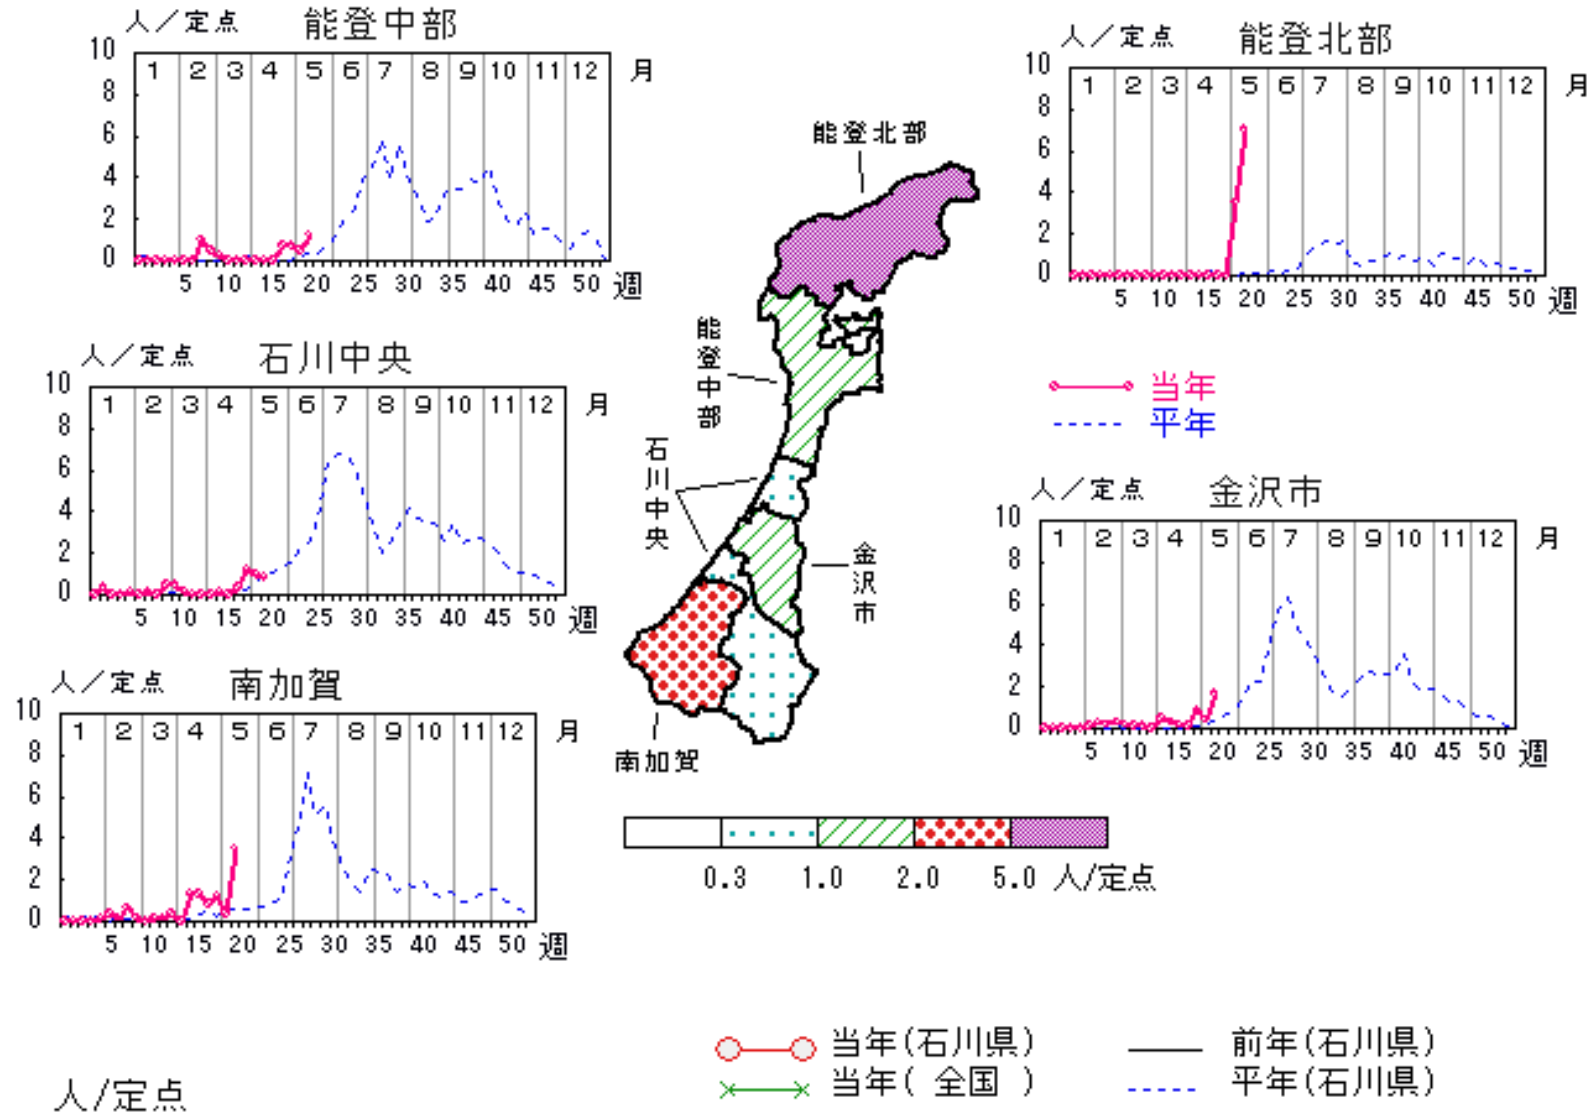 人／定点 能登中部
10
8
6
4
2
0
1 2 3 4 5 6 7 8 9 10 11 12 月
5 10 15 20 25 30 35 40 45 50 週
人／定点 能登北部
10
8
6
4
2
0
1 2 3 4 5 6 7 8 9 10 11 12 月
5 10 15 20 25 30 35 40 45 50 週
人／定点 石川中央
10
8
6
4
2
0
1 2 3 4 5 6 7 8 9 10 11 12 月
5 10 15 20 25 30 35 40 45 50 週
能登北部
能登中部
石川中央
金沢市
南加賀
当年
平年
人／定点 金沢市
10
8
6
4
2
0
1 2 3 4 5 6 7 8 9 10 11 12 月
5 10 15 20 25 30 35 40 45 50 週
人／定点 南加賀
10
8
6
4
2
0
1 2 3 4 5 6 7 8 9 10 11 12 月
5 10 15 20 25 30 35 40 45 50 週
0.3 1.0 2.0 5.0 人/定点
当年(石川県) 前年(石川県)
当年( 全国 ) 平年(石川県)
人/定点